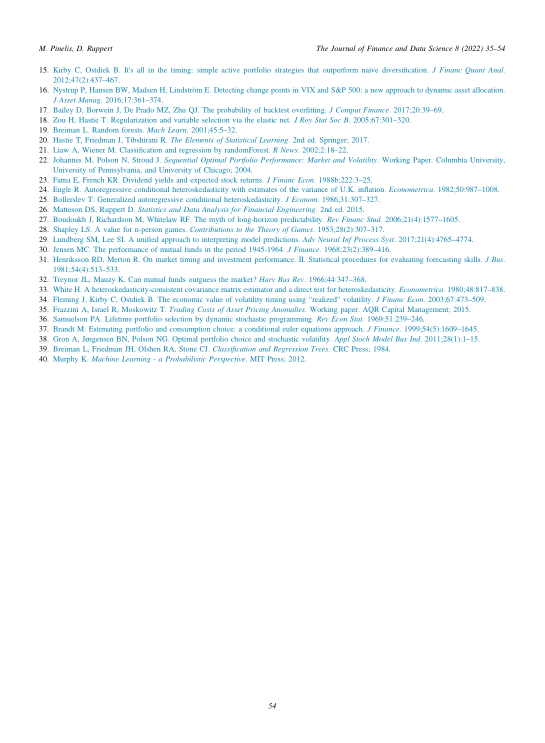 M. Pinelis, D. Ruppert
The Journal of Finance and Data Science 8 (2022) 35–54
15. Kirby C, Ostdiek B. It's all in the timing: simple active portfolio strategies that outperform naive diversification. J Financ Quant Anal.
2012;47(2):437–467.
16. Nystrup P, Hansen BW, Madsen H, Lindström E. Detecting change points in VIX and S&P 500: a new approach to dynamic asset allocation.
J Asset Manag. 2016;17:361–374.
17. Bailey D, Borwein J, De Prado MZ, Zhu QJ. The probability of backtest overfitting. J Comput Finance. 2017;20:39–69.
18. Zou H, Hastie T. Regularization and variable selection via the elastic net. J Roy Stat Soc B. 2005;67:301–320.
19. Breiman L. Random forests. Mach Learn. 2001;45:5–32.
20. Hastie T, Friedman J, Tibshirani R. The Elements of Statistical Learning. 2nd ed. Springer; 2017.
21. Liaw A, Wiener M. Classification and regression by randomForest. R News. 2002;2:18–22.
22. Johannes M, Polson N, Stroud J. Sequential Optimal Portfolio Performance: Market and Volatility. Working Paper. Columbia University,
University of Pennsylvania, and University of Chicago; 2004.
23. Fama E, French KR. Dividend yields and expected stock returns. J Financ Econ. 1988b;222:3–25.
24. Engle R. Autoregressive conditional heteroskedasticity with estimates of the variance of U.K. inflation. Econometrica. 1982;50:987–1008.
25. Bollerslev T. Generalized autoregressive conditional heteroskedasticity. J Econom. 1986;31:307–327.
26. Matteson DS, Ruppert D. Statistics and Data Analysis for Financial Engineering. 2nd ed. 2015.
27. Boudoukh J, Richardson M, Whitelaw RF. The myth of long-horizon predictability. Rev Financ Stud. 2006;21(4):1577–1605.
28. Shapley LS. A value for n-person games. Contributions to the Theory of Games. 1953;28(2):307–317.
29. Lundberg SM, Lee SI. A unified approach to interpreting model predictions. Adv Neural Inf Process Syst. 2017;21(4):4765–4774.
30. Jensen MC. The performance of mutual funds in the period 1945-1964. J Finance. 1968;23(2):389–416.
31. Henriksson RD, Merton R. On market timing and investment performance. II. Statistical procedures for evaluating forecasting skills. J Bus.
1981;54(4):513–533.
32. Treynor JL, Mauzy K. Can mutual funds outguess the market? Harv Bus Rev. 1966;44:347–368.
33. White H. A heteroskedasticity-consistent covariance matrix estimator and a direct test for heteroskedasticity. Econometrica. 1980;48:817–838.
34. Fleming J, Kirby C, Ostdiek B. The economic value of volatility timing using “realized” volatility. J Financ Econ. 2003;67:473–509.
35. Frazzini A, Israel R, Moskowitz T. Trading Costs of Asset Pricing Anomalies. Working paper. AQR Capital Management; 2015.
36. Samuelson PA. Lifetime portfolio selection by dynamic stochastic programming. Rev Econ Stat. 1969;51:239–246.
37. Brandt M. Estimating portfolio and consumption choice: a conditional euler equations approach. J Finance. 1999;54(5):1609–1645.
38. Gron A, Jørgensen BN, Polson NG. Optimal portfolio choice and stochastic volatility. Appl Stoch Model Bus Ind. 2011;28(1):1–15.
39. Breiman L, Friedman JH, Olshen RA, Stone CJ. Classification and Regression Trees. CRC Press; 1984.
40. Murphy K. Machine Learning - a Probabilistic Perspective. MIT Press; 2012.
54